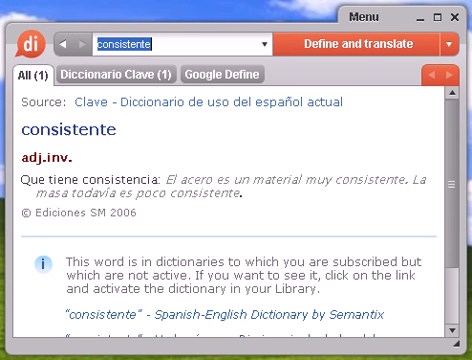 Menu
di
consistente
Define and translate
All (1)
Diccionario Clave (1)
Google Define
Source: Clave - Diccionario de uso del español actual
consistente
adj.inv.
Que tiene consistencia: El acero es un material muy consistente. La
masa todavía es poco consistente.
© Ediciones SM 2006
i
This word is in dictionaries to which you are subscribed but
which are not active. If you want to see it, click on the link
and activate the dictionary in your Library.
"consistente" - Spanish-English Dictionary by Semantix